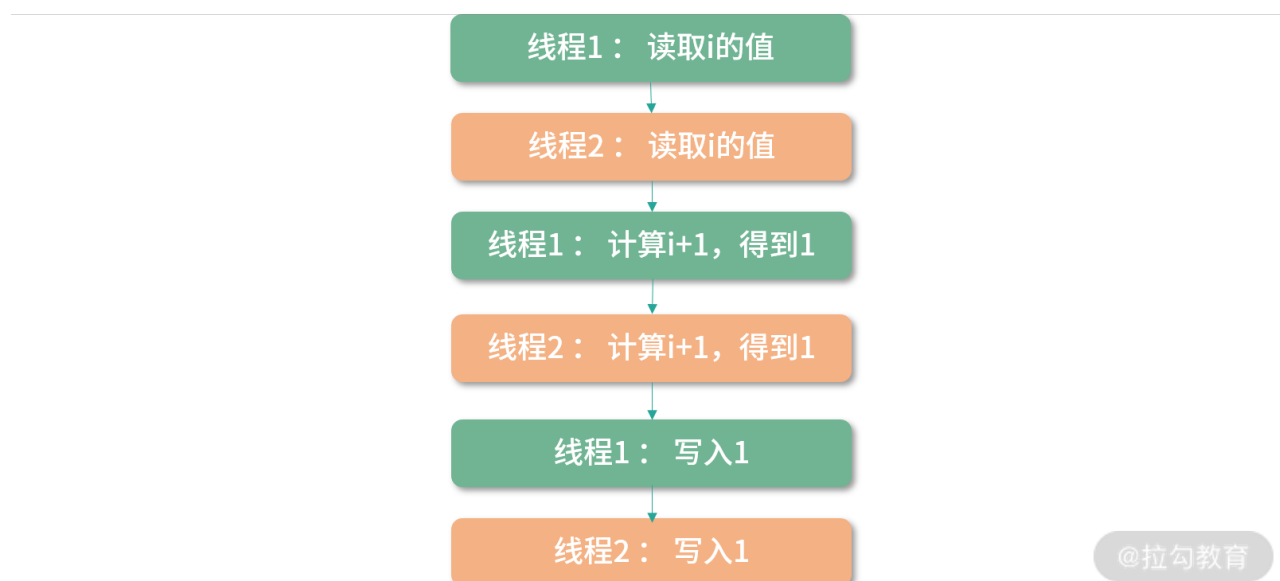 线程1： 读取i的值
线程2： 读取i的值
线程1： 计算i+1，得到1
线程2： 计算i+1，得到1
线程1： 写入1
线程2： 写入1
@拉勾教育